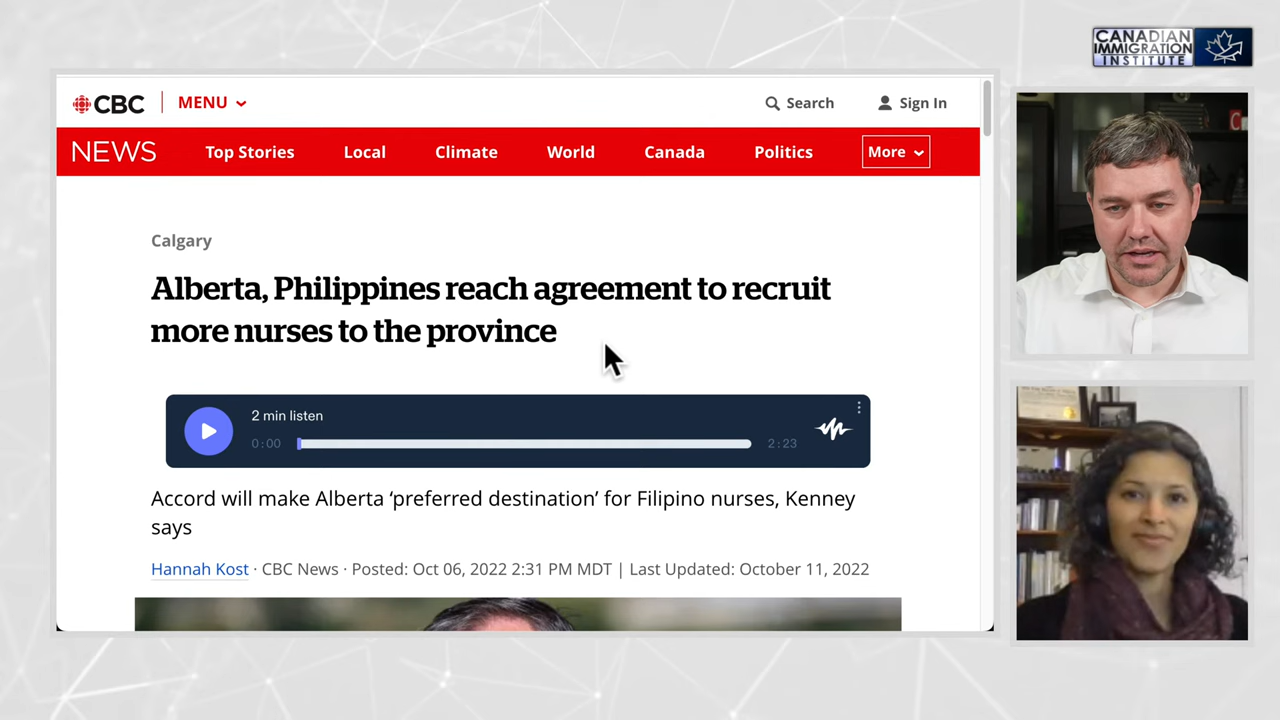 CANADIAN
IMMIGRATION
INSTITUTE
CBC MENU Search Sign In
NEWS Top Stories Local Climate World Canada Politics More
Calgary
Alberta, Philippines reach agreement to recruit
more nurses to the province
2 min listen
0:00 2:23
Accord will make Alberta ‘preferred destination’ for Filipino nurses, Kenney
says
Hannah Kost · CBC News · Posted: Oct 06, 2022 2:31 PM MDT | Last Updated: October 11, 2022